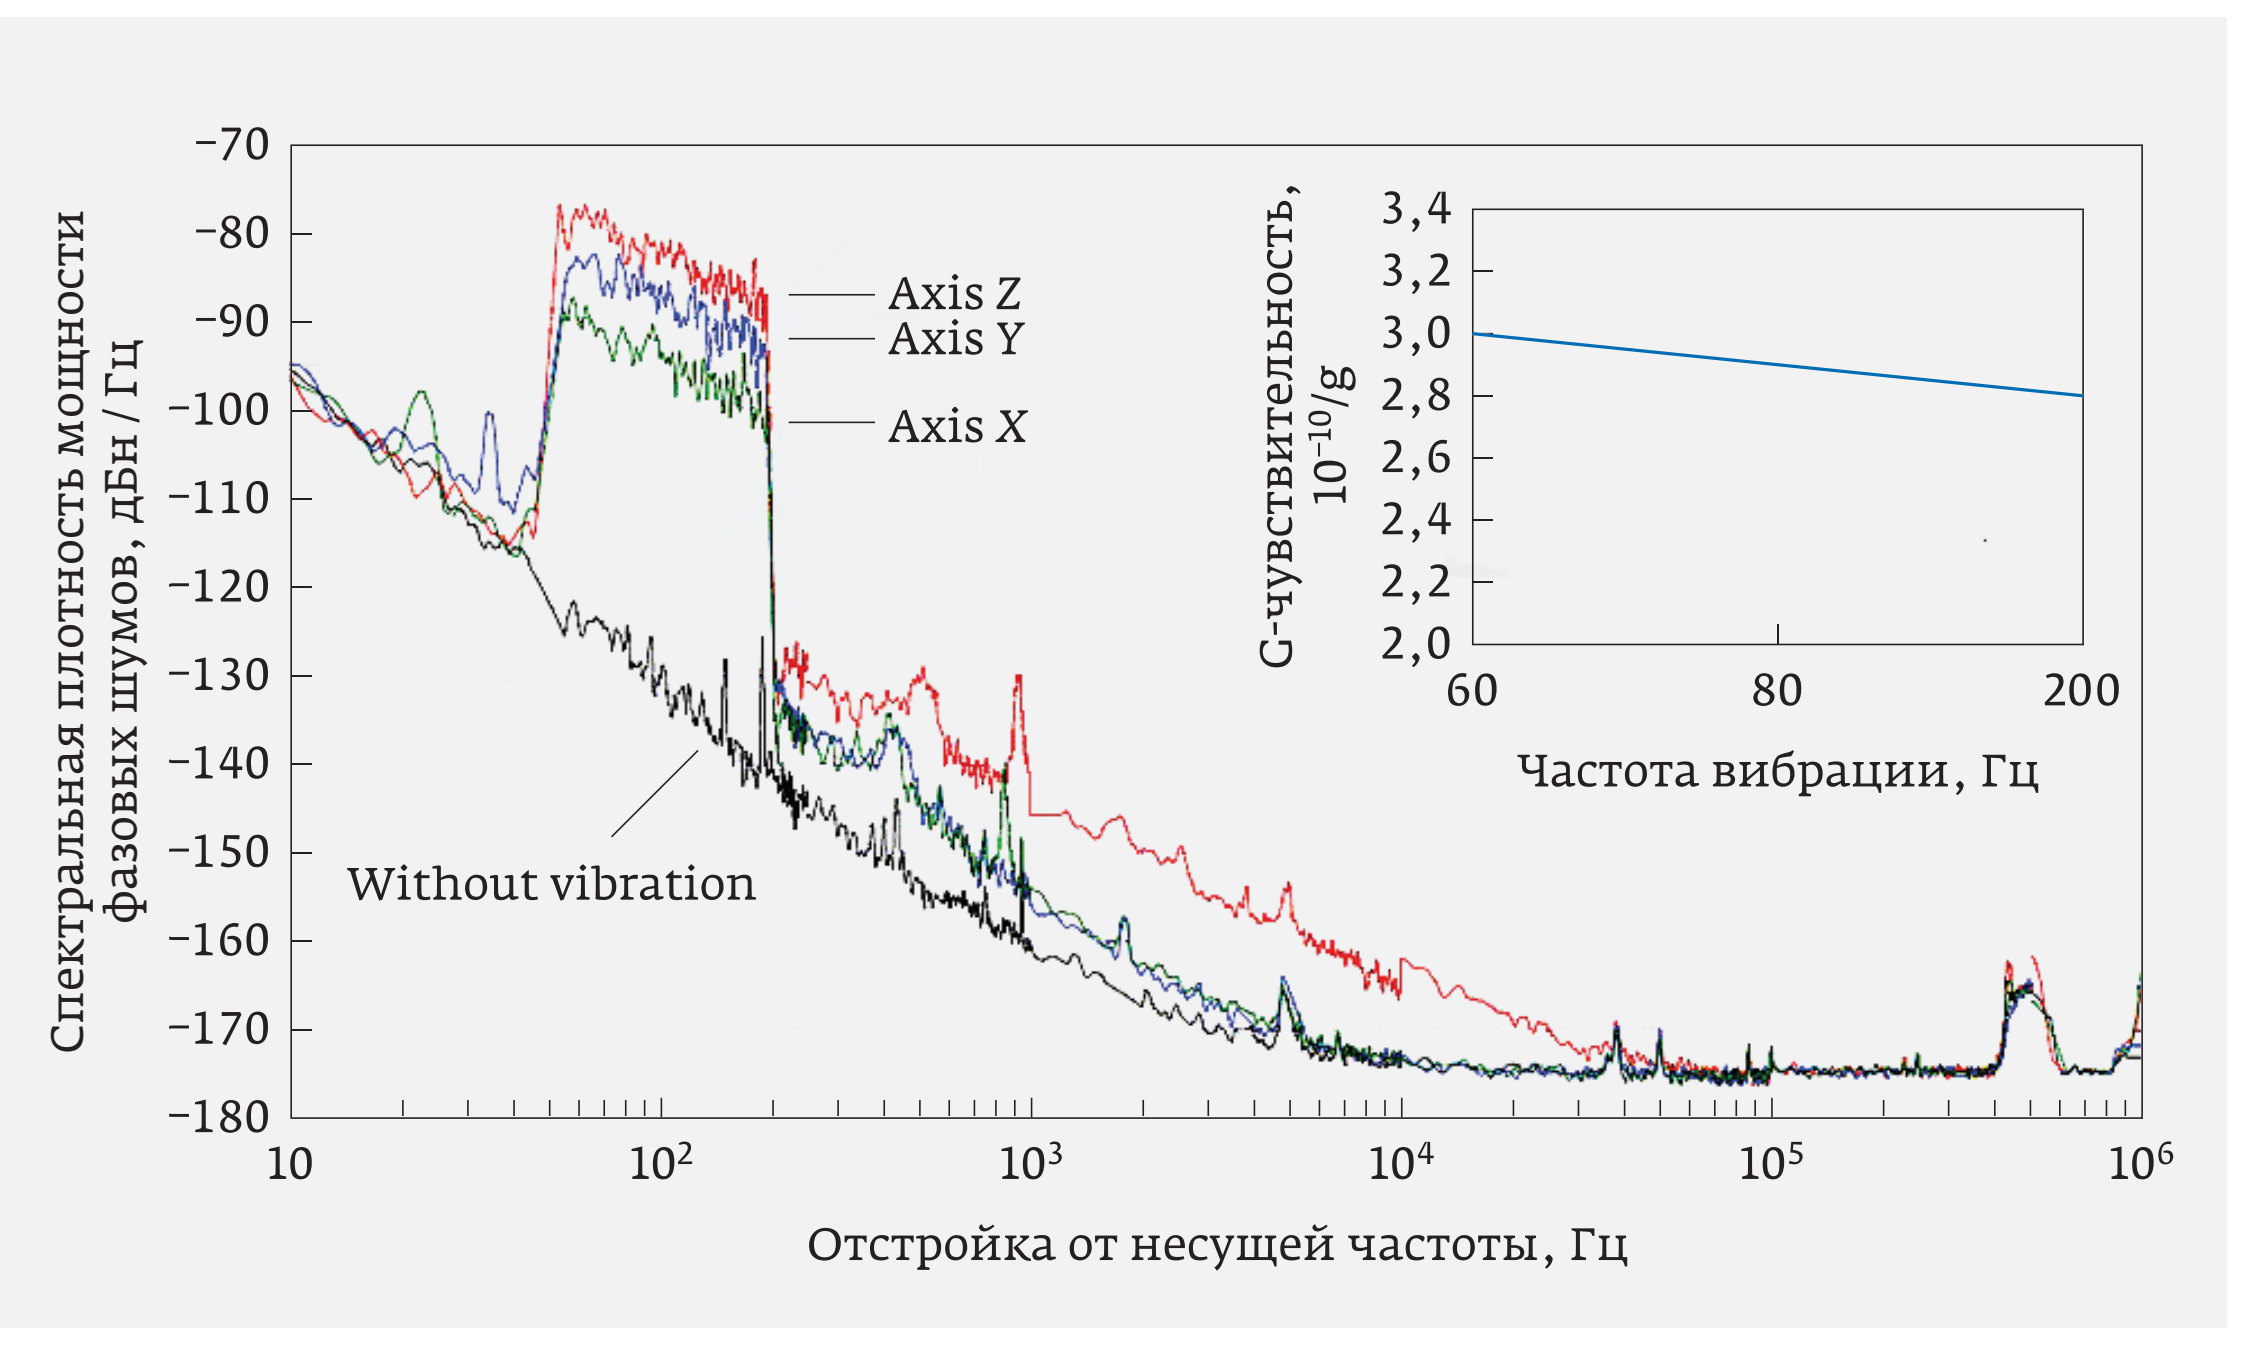 Спектральная плотность мощности
фазовых шумов, дБн / Гц
−70
−80
−90
−100
−110
−120
−130
−140
−150
−160
−170
−180
10
10²
10³
10⁴
10⁵
10⁶
Отстройка от несущей частоты, Гц
Axis Z
Axis Y
Axis X
Without vibration
G-чувствительность,
10⁻¹⁰/g
3,4
3,2
3,0
2,8
2,6
2,4
2,2
2,0
60
80
200
Частота вибрации, Гц